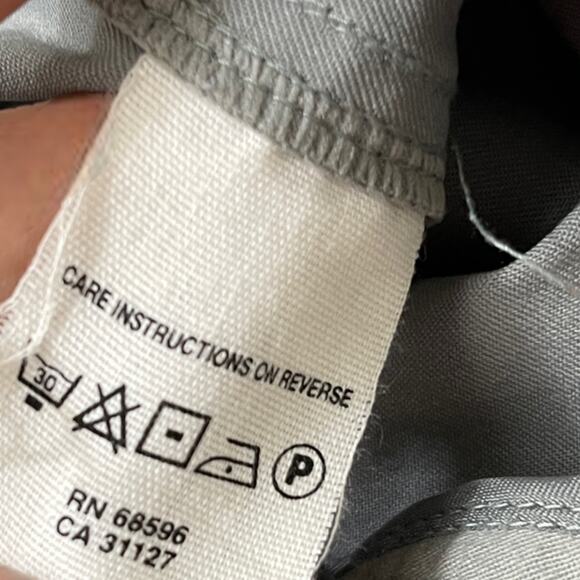 CARE INSTRUCTIONS ON REVERSE
30
P
RN 68596
CA 31127